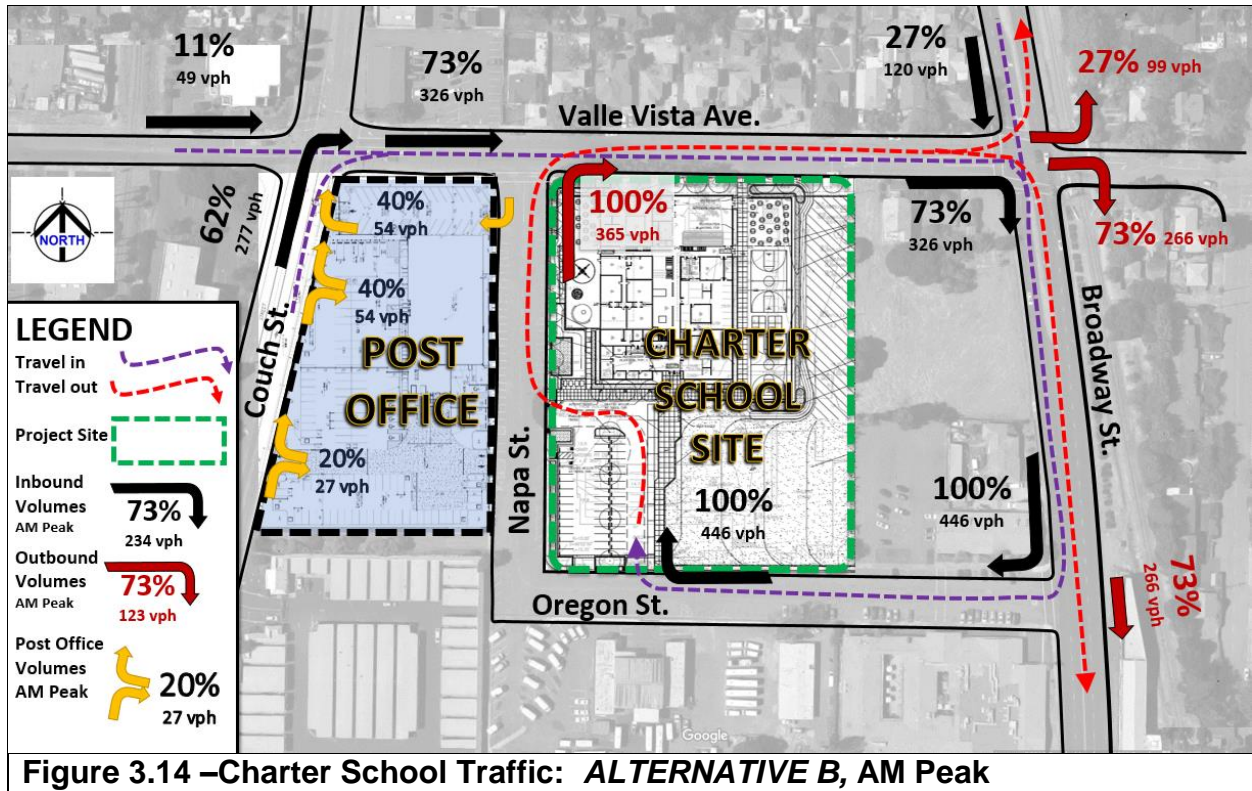 11%
49 vph
73%
326 vph
27%
120 vph
27% 99 vph
Valle Vista Ave.
62%
277 vph
NORTH
40%
54 vph
100%
365 vph
73%
326 vph
73% 266 vph
40%
54 vph
Couch St.
POST
OFFICE
CHARTER
SCHOOL
SITE
Broadway St.
20%
27 vph
Napa St.
100%
446 vph
100%
446 vph
Oregon St.
73%
266 vph
LEGEND
Travel in
Travel out
Project Site
Inbound
Volumes
AM Peak
73%
234 vph
Outbound
Volumes
AM Peak
73%
123 vph
Post Office
Volumes
AM Peak
20%
27 vph
Google
Figure 3.14 –Charter School Traffic: ALTERNATIVE B, AM Peak